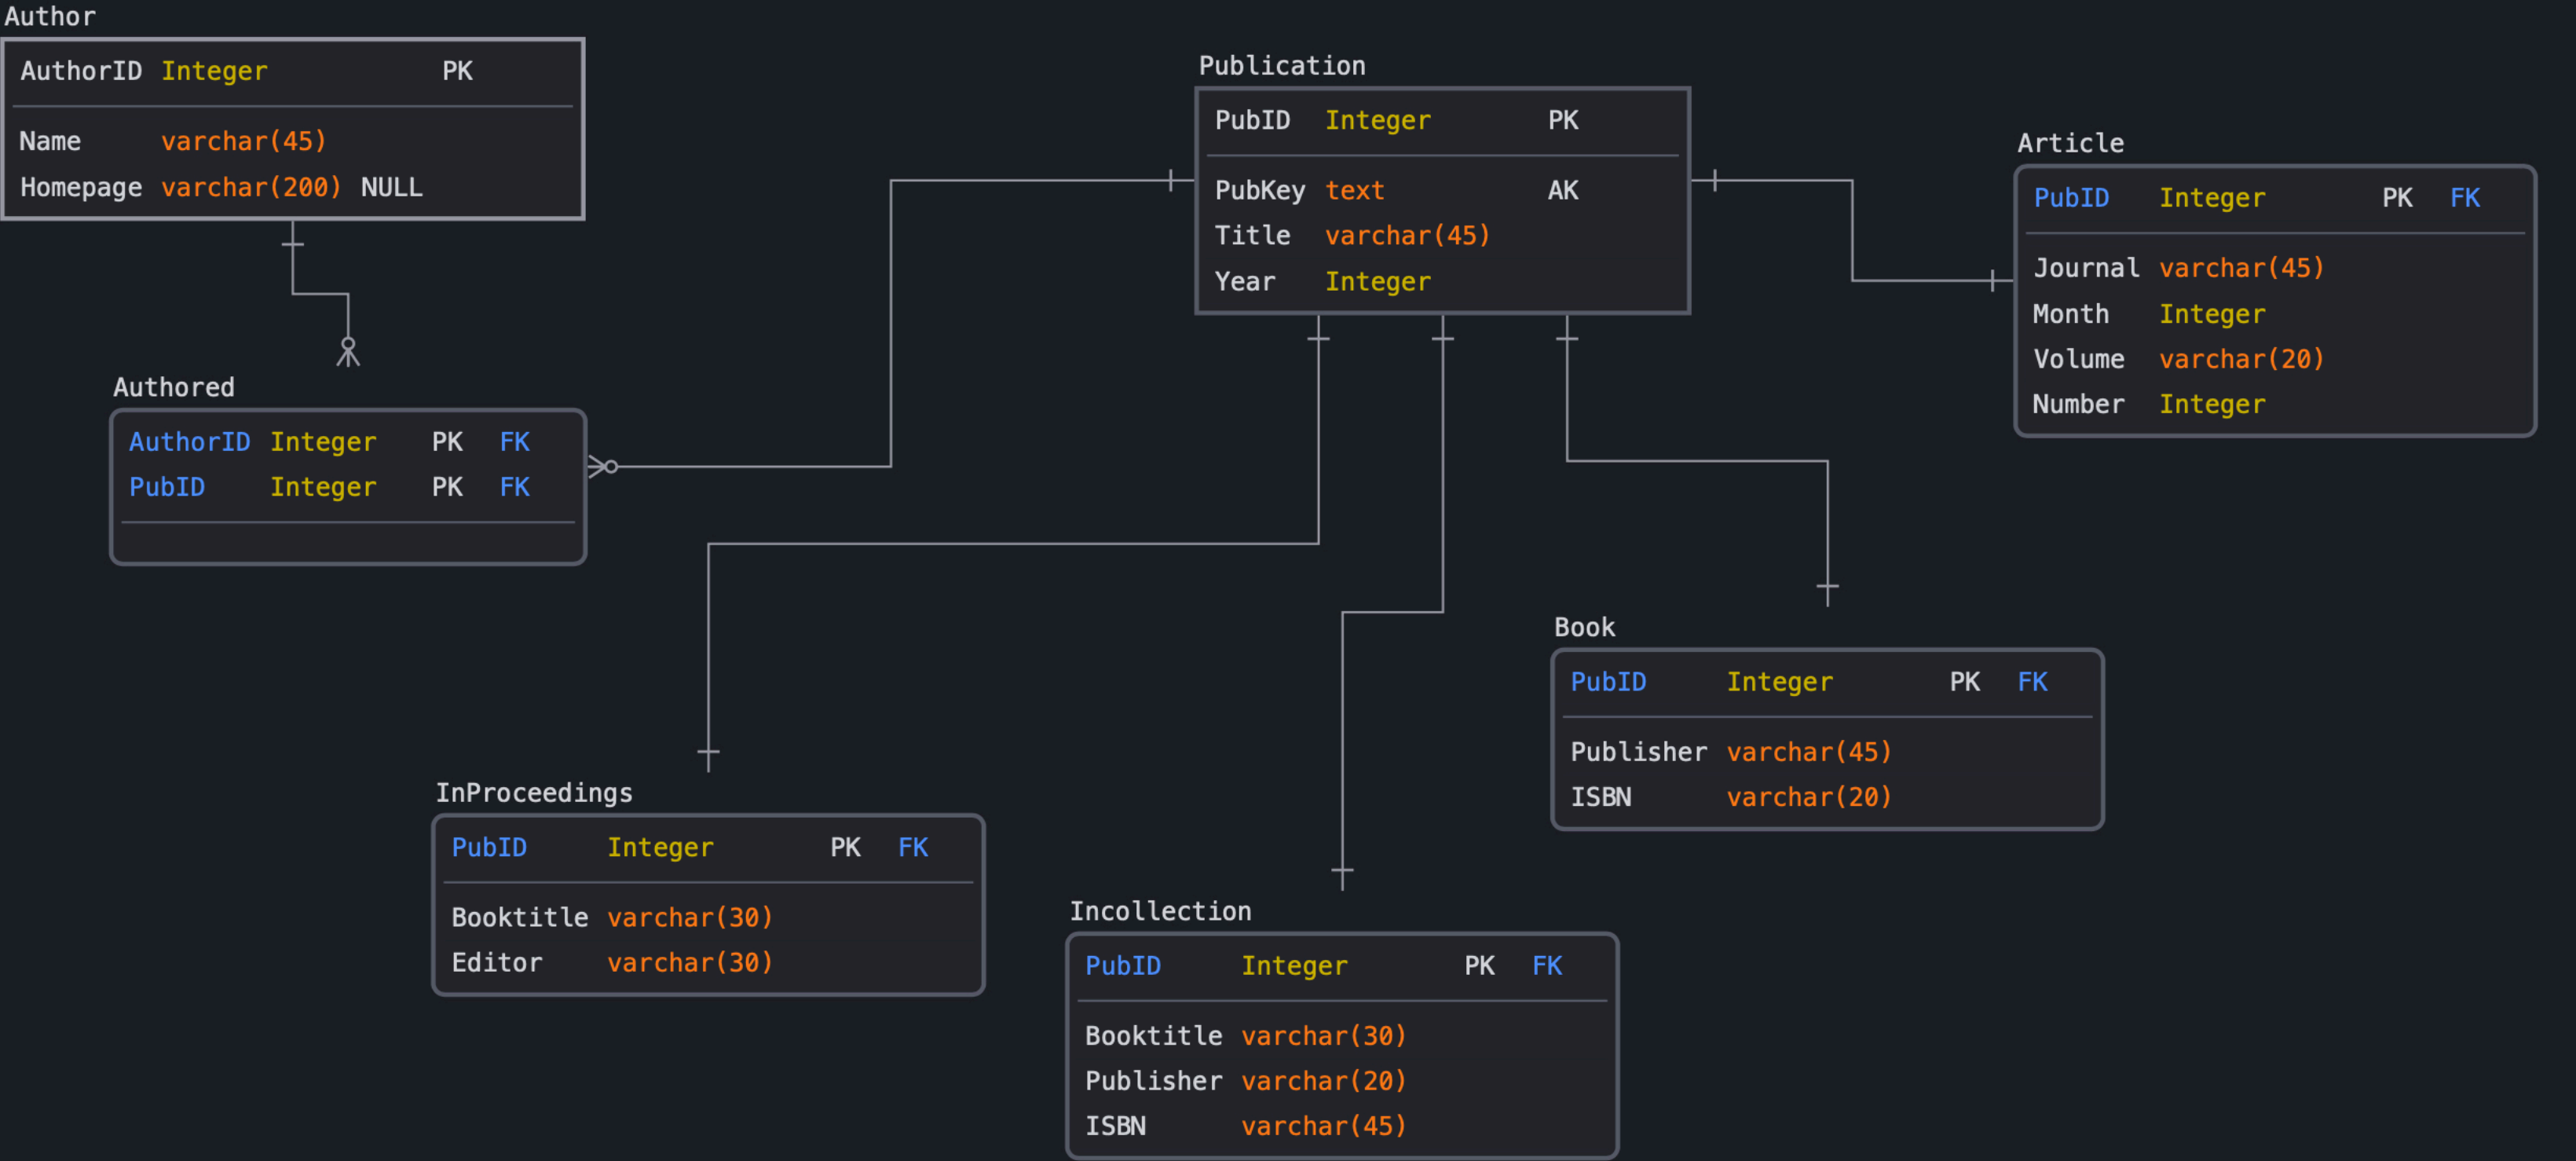 Author
AuthorID Integer PK
Name varchar(45)
Homepage varchar(200) NULL
Authored
AuthorID Integer PK FK
PubID Integer PK FK
Publication
PubID Integer PK
PubKey text AK
Title varchar(45)
Year Integer
Article
PubID Integer PK FK
Journal varchar(45)
Month Integer
Volume varchar(20)
Number Integer
InProceedings
PubID Integer PK FK
Booktitle varchar(30)
Editor varchar(30)
Incollection
PubID Integer PK FK
Booktitle varchar(30)
Publisher varchar(20)
ISBN varchar(45)
Book
PubID Integer PK FK
Publisher varchar(45)
ISBN varchar(20)